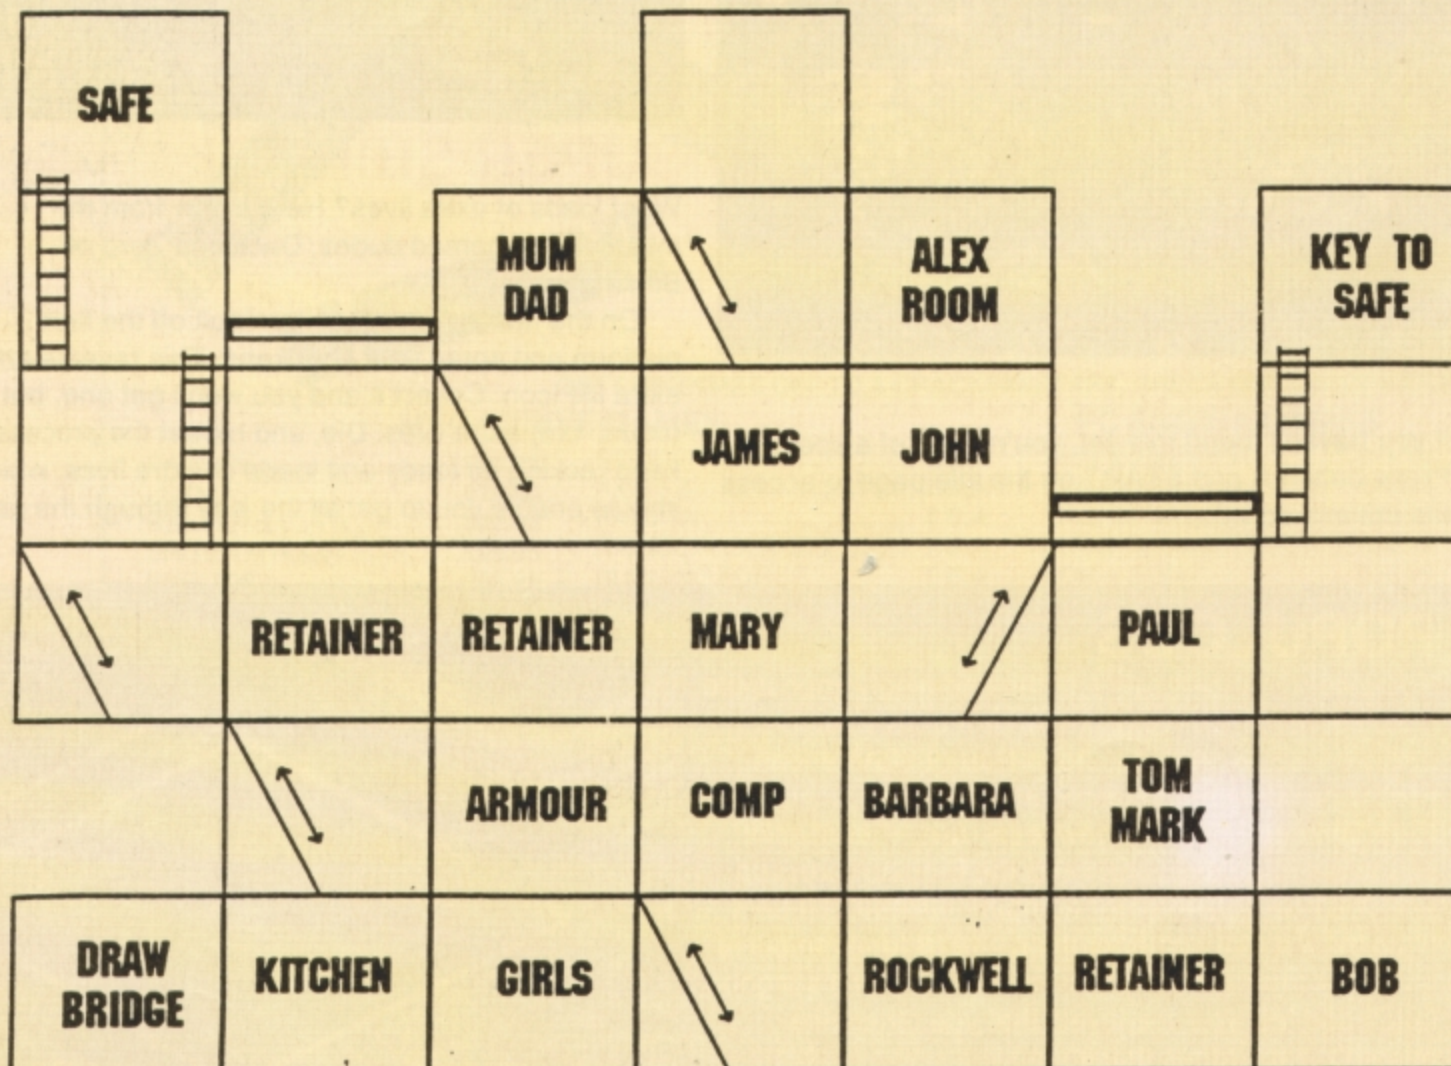 SAFE
MUM
DAD
ALEX
ROOM
KEY TO
SAFE
JAMES
JOHN
RETAINER
RETAINER
MARY
PAUL
ARMOUR
COMP
BARBARA
TOM
MARK
DRAW
BRIDGE
KITCHEN
GIRLS
ROCKWELL
RETAINER
BOB